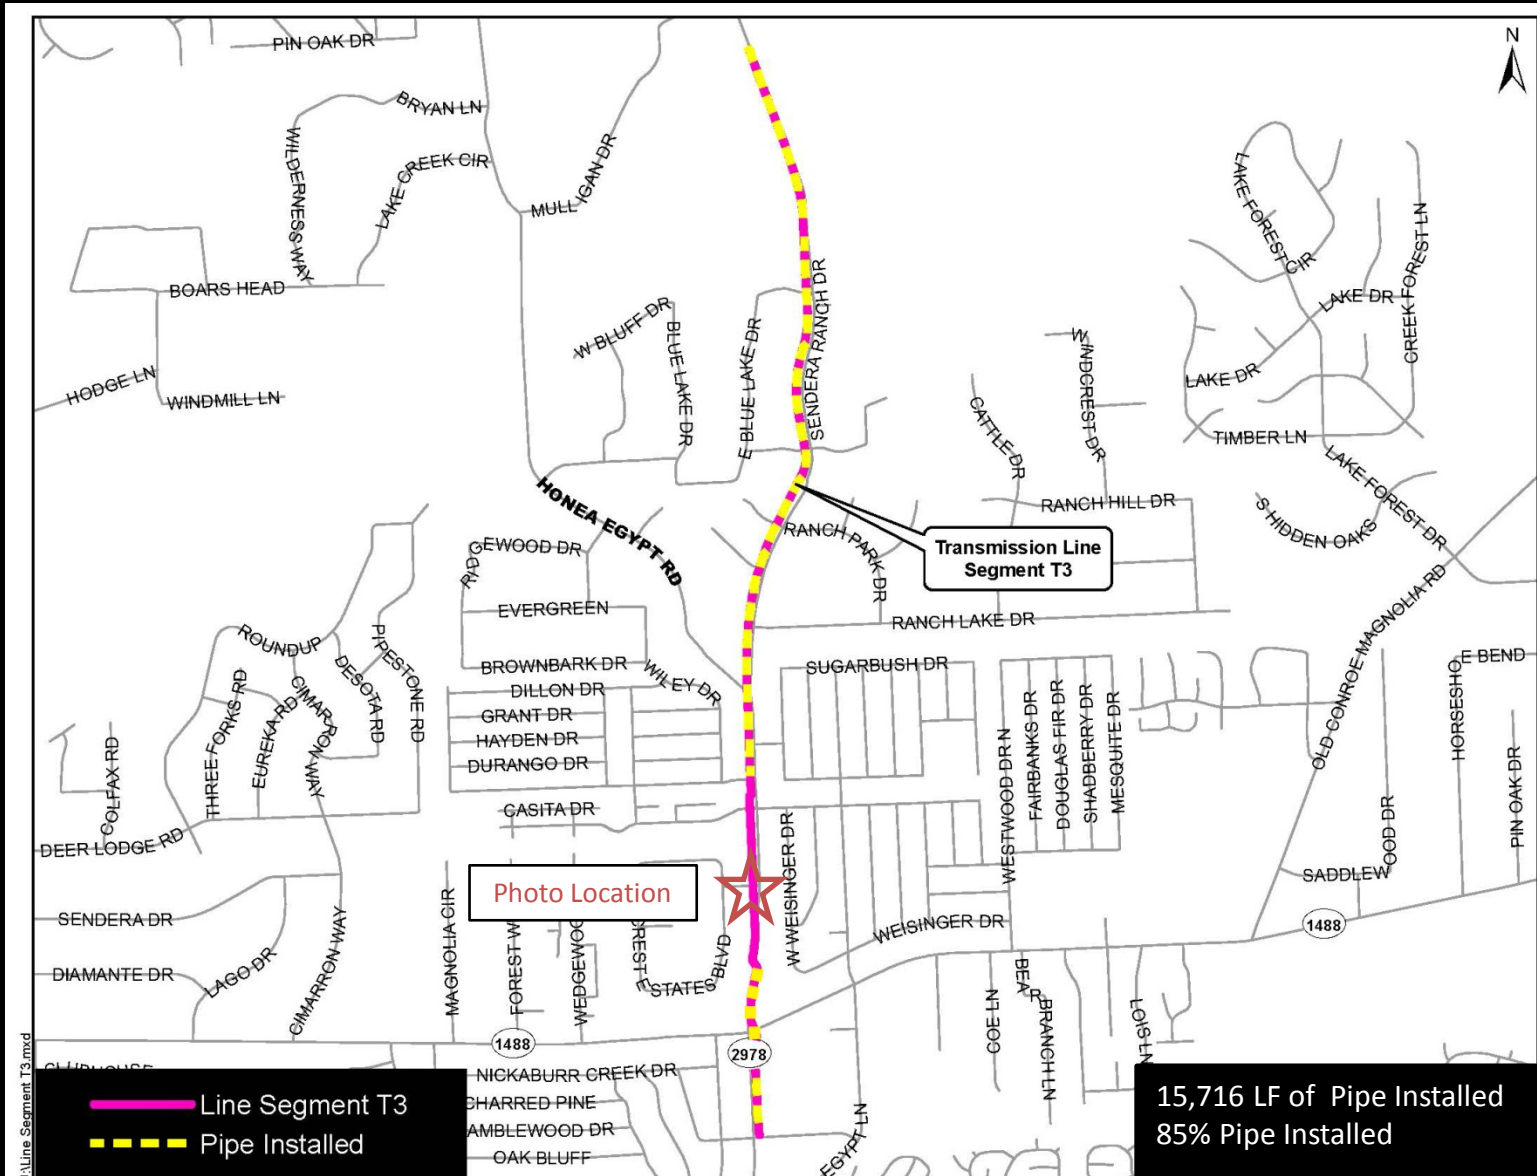 N
PIN OAK DR
BRYAN LN
WILDERNESS WAY
LAKE CREEK CIR
MULLIGAN DR
LAKE FOREST CIR
CREEK FOREST LN
BOARS HEAD
LAKE DR
SENDERA RANCH DR
W BLUFF DR
BLUE LAKE DR
E BLUE LAKE DR
WINDCREST DR
HODGE LN
WINDMILL LN
LAKE DR
CATTLE DR
TIMBER LN
LAKE FOREST DR
HONEA EGYPT RD
RANCH HILL DR
S HIDDEN OAKS
RANCH PARK DR
Transmission Line
Segment T3
RIDGEWOOD DR
EVERGREEN
RANCH LAKE DR
OLD CONROE MAGNOLIA RD
ROUNDUP
PIPESTONE RD
DESOTA RD
BROWNBARK DR
WILEY DR
SUGARBUSH DR
E BEND
HORSESHO
THREE FORKS RD
CIMARRON WAY
EUREKA RD
DILLON DR
GRANT DR
HAYDEN DR
DURANGO DR
COLFAX RD
WESTWOOD DR N
FAIRBANKS DR
DOUGLAS FIR DR
SHADBERRY DR
MESQUITE DR
PIN OAK DR
CASITA DR
DEER LODGE RD
W WEISINGER DR
SADDLEWOOD DR
Photo Location
MAGNOLIA CIR
FOREST W
WEDGEWOO
CREST
E STATES BLVD
WEISINGER DR
1488
SENDERA DR
DIAMANTE DR
LAGO DR
CIMARRON WAY
COE LN
BEAR BRANCH LN
LOIS LN
1488
2978
NICKABURR CREEK DR
CHARRED PINE
AMBLEWOOD DR
OAK BLUFF
EGYPT LN
:\Line Segment T3.mxd
Line Segment T3
Pipe Installed
15,716 LF of Pipe Installed
85% Pipe Installed